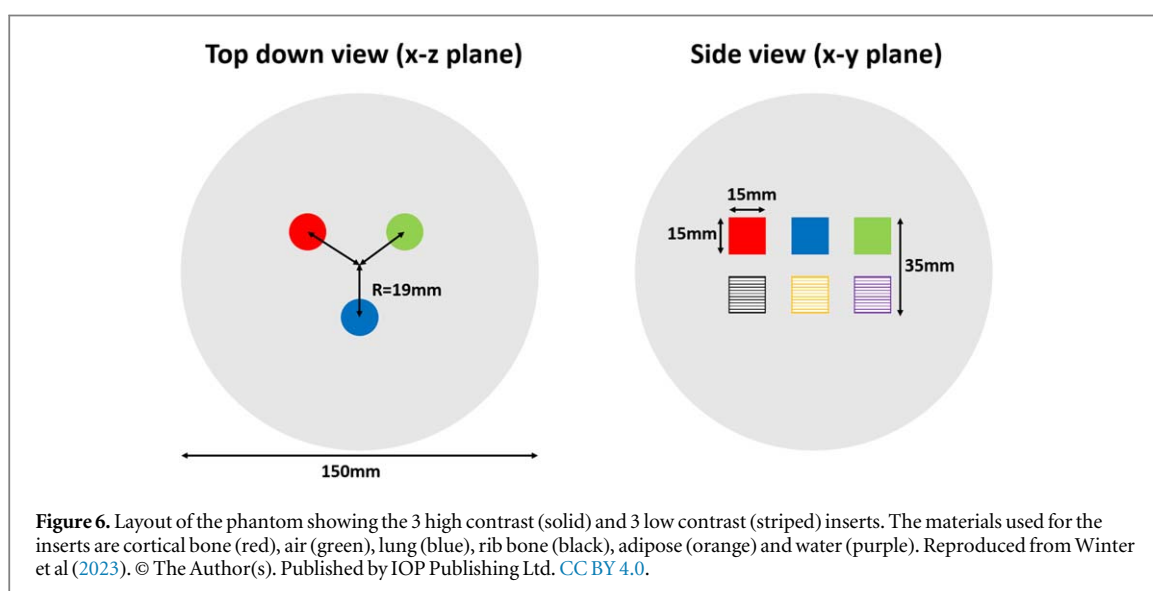 Top down view (x-z plane)
Side view (x-y plane)
R=19mm
150mm
15mm
15mm
35mm
Figure 6. Layout of the phantom showing the 3 high contrast (solid) and 3 low contrast (striped) inserts. The materials used for the
inserts are cortical bone (red), air (green), lung (blue), rib bone (black), adipose (orange) and water (purple). Reproduced from Winter
et al (2023). © The Author(s). Published by IOP Publishing Ltd. CC BY 4.0.